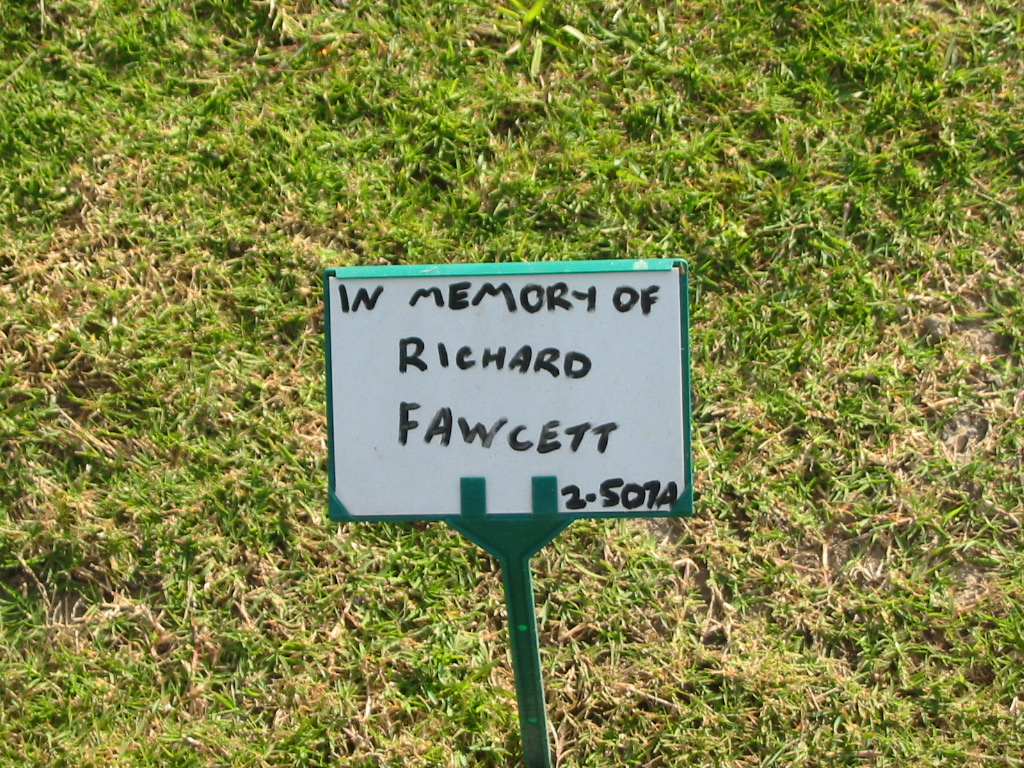 IN MEMORY OF
RICHARD
FAWCETT
2-507A